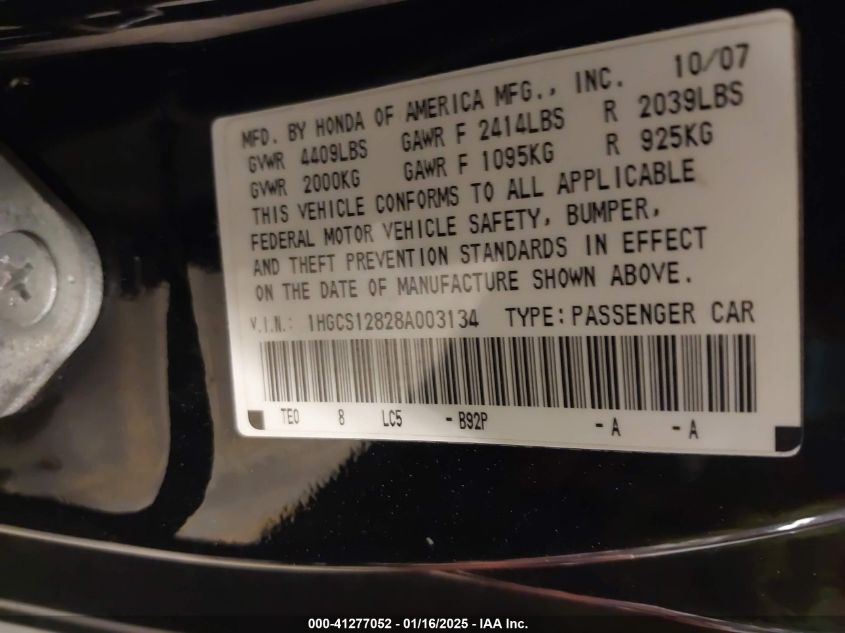 MFD. BY HONDA OF AMERICA MFG., INC. 10/07
GVWR 4409LBS GAWR F 2414LBS R 2039LBS
GVWR 2000KG GAWR F 1095KG R 925KG
THIS VEHICLE CONFORMS TO ALL APPLICABLE
FEDERAL MOTOR VEHICLE SAFETY, BUMPER,
AND THEFT PREVENTION STANDARDS IN EFFECT
ON THE DATE OF MANUFACTURE SHOWN ABOVE.
V.I.N.: 1HGCS12828A003134 TYPE: PASSENGER CAR
TE0 8 LC5 - B92P - A - A
000-41277052 - 01/16/2025 - IAA Inc.